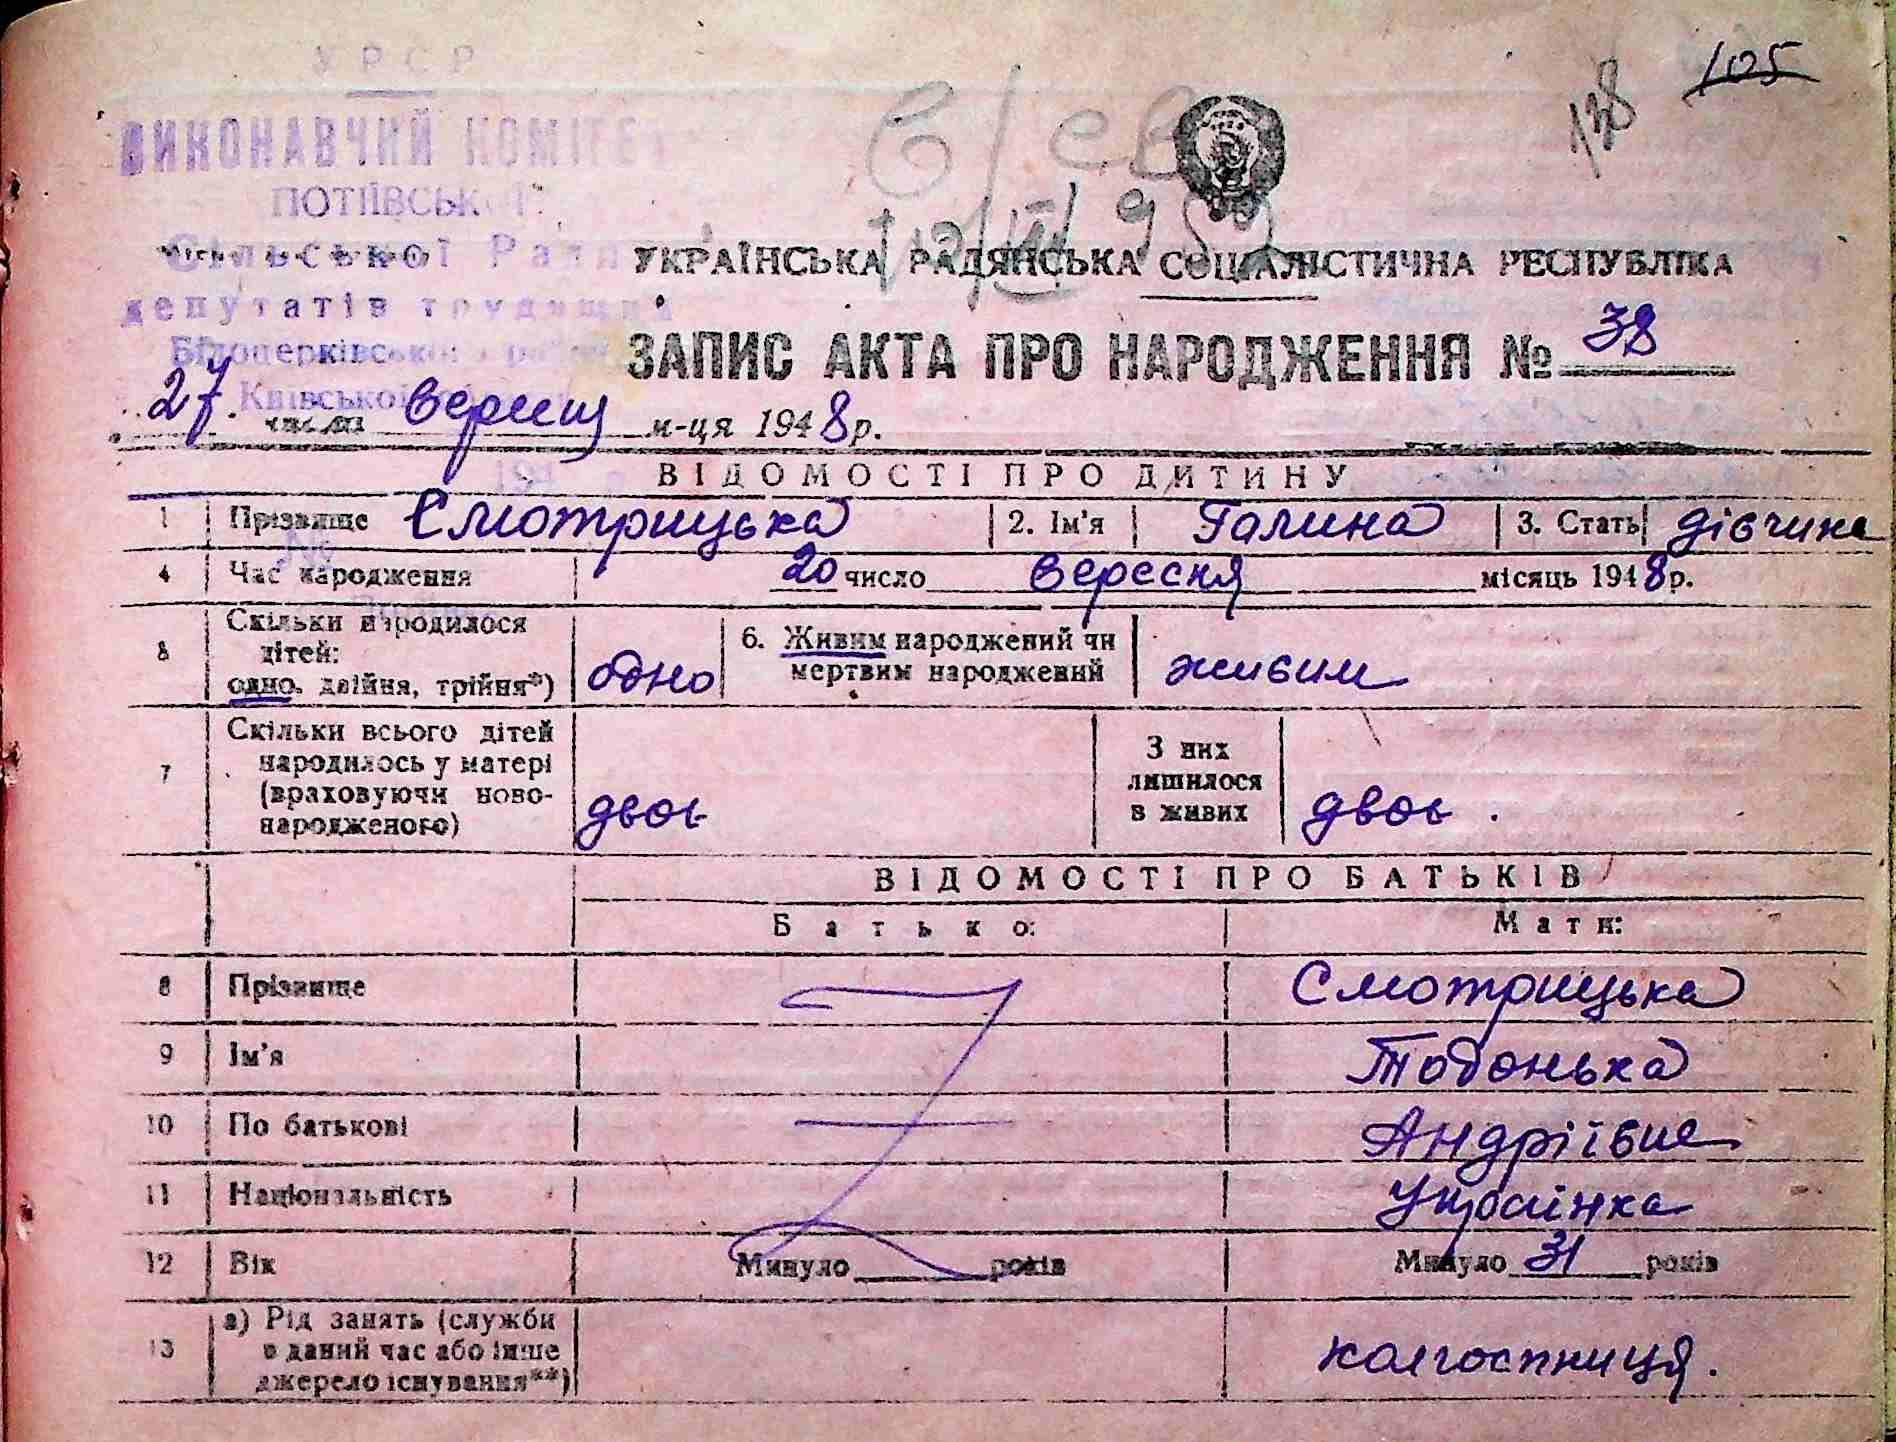 УРСР
105
138
ВИКОНАВЧИЙ КОМІТЕТ
ПОТІЇВСЬКОЇ
Сільської Ради
депутатів трудящих
Білоцерківського району
Київської
УКРАЇНСЬКА РАДЯНСЬКА СОЦІАЛІСТИЧНА РЕСПУБЛІКА
ЗАПИС АКТА ПРО НАРОДЖЕННЯ № 38
27. числа вересня м-ця 1948 р.
ВІДОМОСТІ ПРО ДИТИНУ
1 Прізвище Смотрицька 2. Ім'я Галина 3. Стать дівчина
4 Час народження 20 число вересня місяць 1948 р.
5 Скільки народилося дітей: одно, двійня, трійня*) одно 6. Живим народжений чи мертвим народжений живим
7 Скільки всього дітей народилось у матері (враховуючи ново-народженого) двоє З них лишилося в живих двоє.
ВІДОМОСТІ ПРО БАТЬКІВ
Батько: Мати:
8 Прізвище Смотрицька
9 Ім'я Тодонька
10 По батькові Андріївна
11 Національність Українка
12 Вік Минуло років Минуло 31 років
13 а) Рід занять (служби в даний час або інше джерело існування**) колгоспниця.